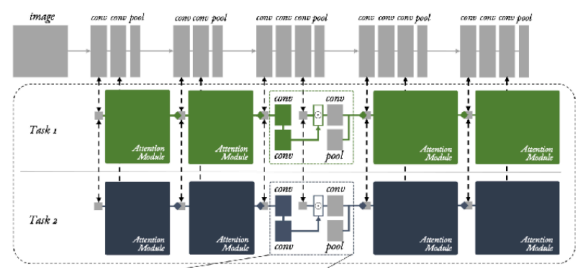 image conv conv pool conv conv pool conv conv conv pool conv conv conv pool conv conv conv pool
Task 1
conv conv
conv pool
Attention Module
Attention Module
Attention Module
Attention Module
Task 2
conv conv
conv pool
Attention Module
Attention Module
Attention Module
Attention Module